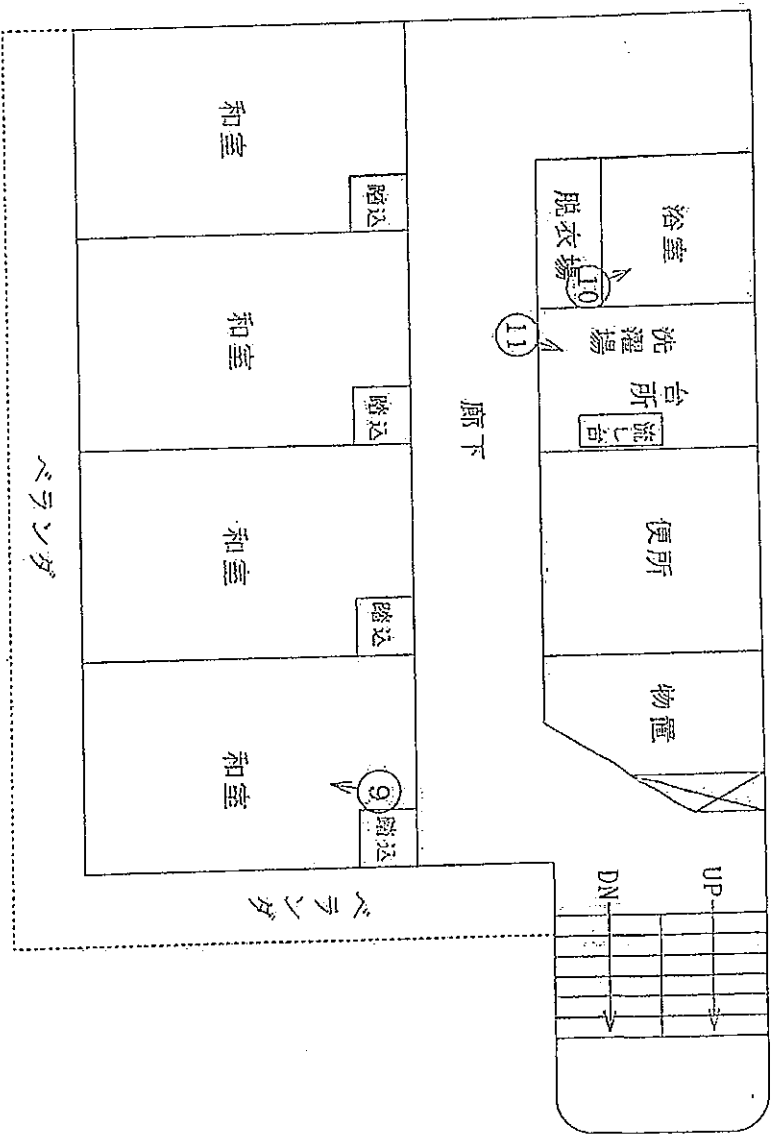 和室
踏込
和室
踏込
和室
踏込
和室
踏込
⑨
ベランダ
ベランダ
廊下
脱衣場
浴室
⑩
⑪
洗濯場
台所
流し台
便所
物置
UP
DN